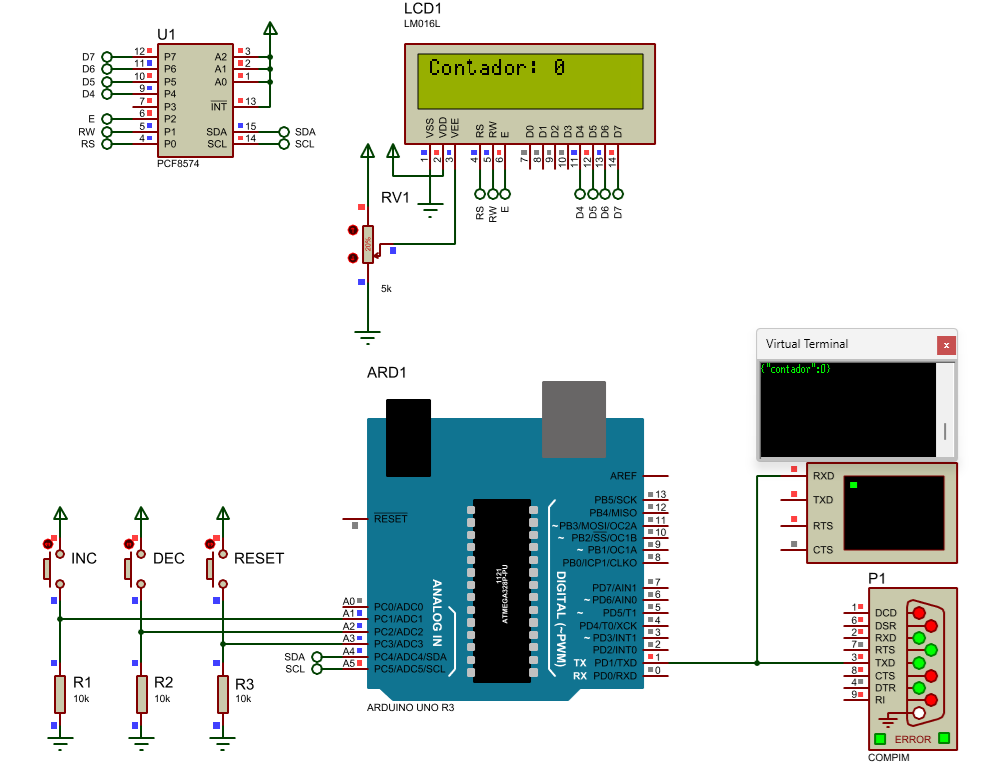 U1
D7 12 P7 A2 3
D6 11 P6 A1 2
D5 10 P5 A0 1
D4 9 P4
7 P3 INT 13
E 6 P2
RW 5 P1 SDA 15 SDA
RS 4 P0 SCL 14 SCL
PCF8574
LCD1
LM016L
Contador: 0
VSS VDD VEE RS RW E D0 D1 D2 D3 D4 D5 D6 D7
1 2 3 4 5 6 7 8 9 10 11 12 13 14
RS RW E D4 D5 D6 D7
RV1
20%
5k
Virtual Terminal x
{"contador":0}
RXD
TXD
RTS
CTS
ARD1
AREF
RESET
PB5/SCK 13
PB4/MISO 12
~PB3/MOSI/OC2A 11
~ PB2/SS/OC1B 10
~ PB1/OC1A 9
PB0/ICP1/CLKO 8
PD7/AIN1 7
~ PD6/AIN0 6
~ PD5/T1 5
PD4/T0/XCK 4
~ PD3/INT1 3
PD2/INT0 2
TX PD1/TXD 1
RX PD0/RXD 0
A0 PC0/ADC0
A1 PC1/ADC1
A2 PC2/ADC2
A3 PC3/ADC3
SDA A4 PC4/ADC4/SDA
SCL A5 PC5/ADC5/SCL
ANALOG IN
ATMEGA328P-PU
1121
DIGITAL (~PWM)
ARDUINO UNO R3
INC
DEC
RESET
R1
10k
R2
10k
R3
10k
P1
1 DCD
6 DSR
2 RXD
7 RTS
3 TXD
8 CTS
4 DTR
9 RI
ERROR
COMPIM